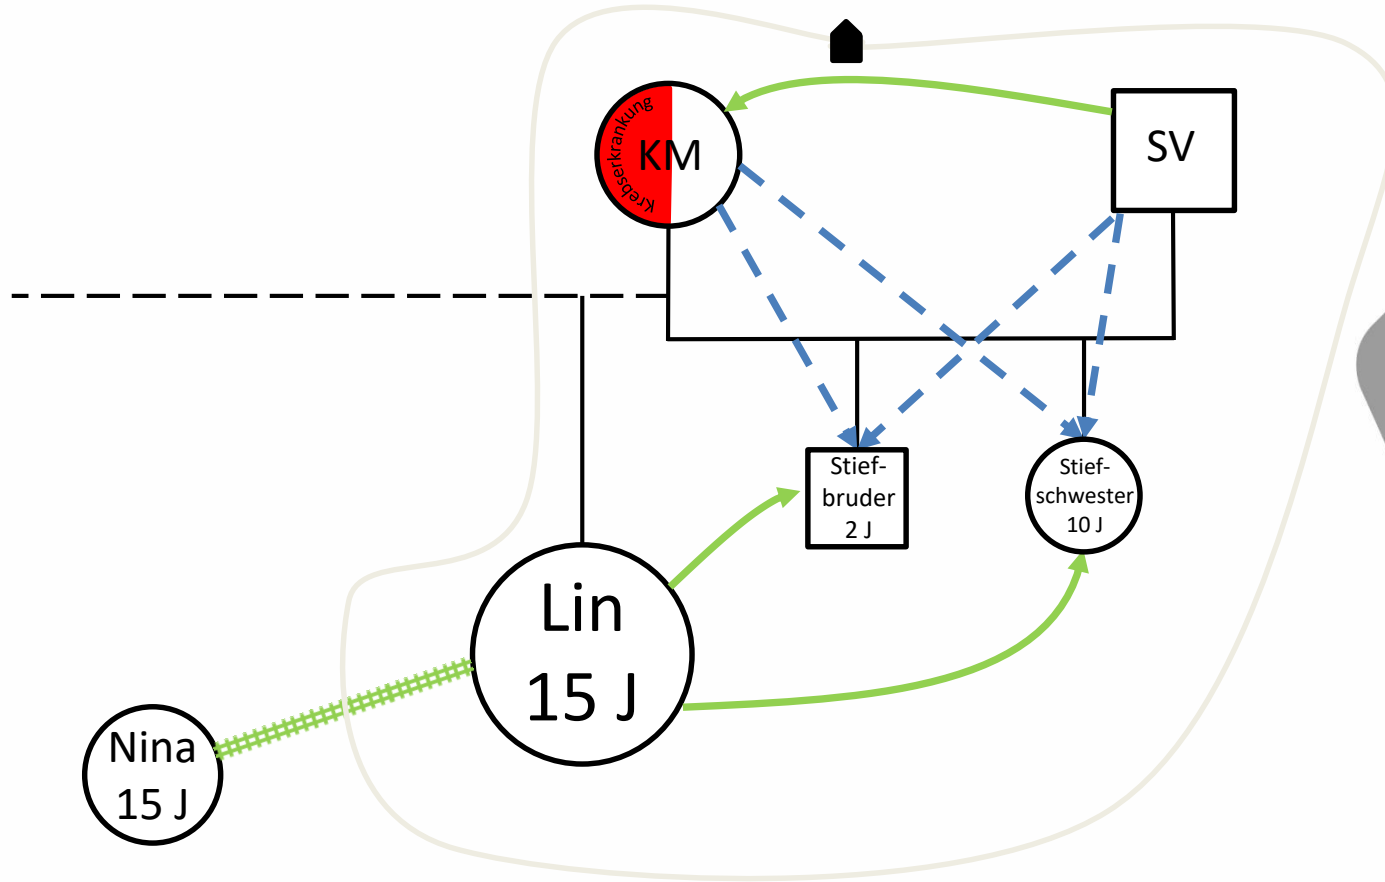 Krebserkrankung
KM
SV
Stief-
bruder
2 J
Stief-
schwester
10 J
Lin
15 J
Nina
15 J